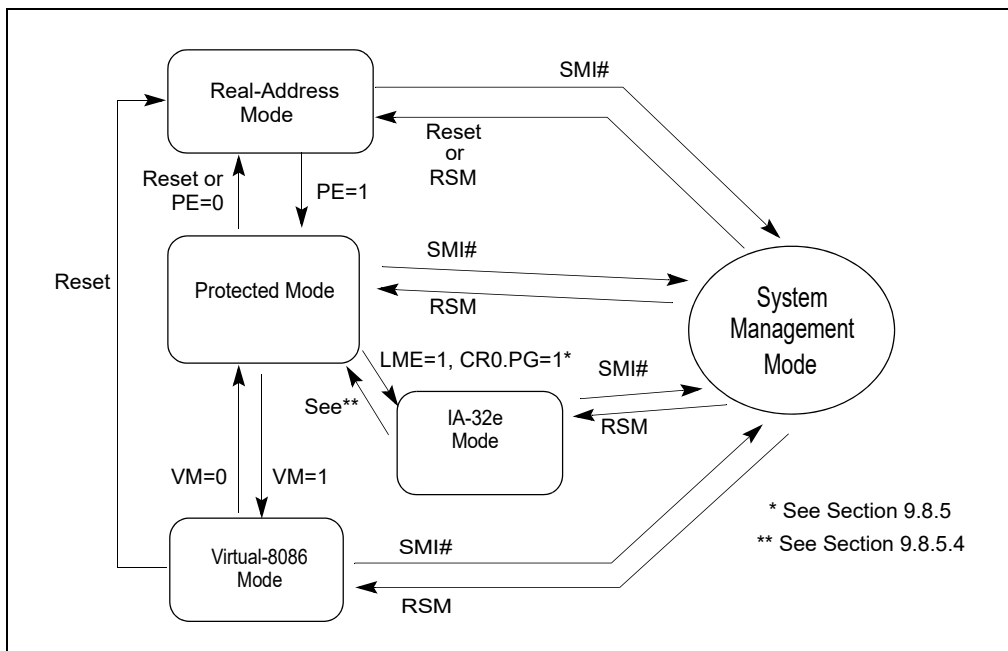 SMI#
Real-Address
Mode
Reset
or
RSM
Reset or
PE=0
PE=1
SMI#
Reset
Protected Mode
RSM
System
Management
Mode
LME=1, CR0.PG=1*
SMI#
See**
IA-32e
Mode
RSM
VM=0
VM=1
* See Section 9.8.5
** See Section 9.8.5.4
Virtual-8086
Mode
SMI#
RSM